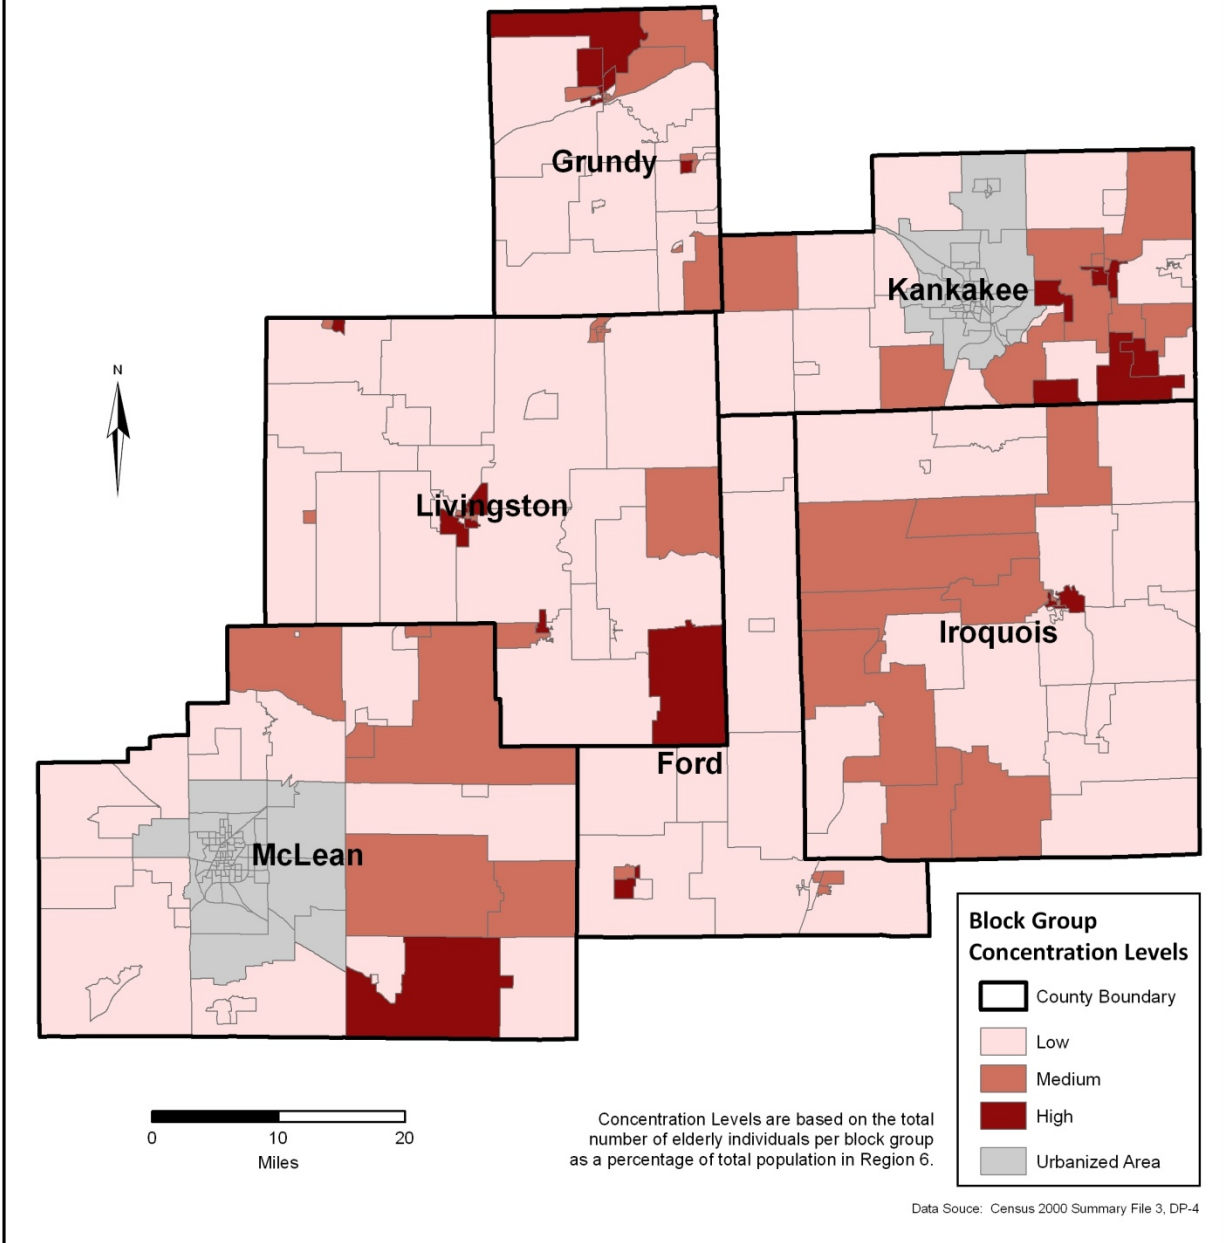 Grundy
Kankakee
N
Livingston
Iroquois
Ford
McLean
Block Group
Concentration Levels
County Boundary
Low
Medium
High
Urbanized Area
0 10 20
Miles
Concentration Levels are based on the total
number of elderly individuals per block group
as a percentage of total population in Region 6.
Data Souce: Census 2000 Summary File 3, DP-4